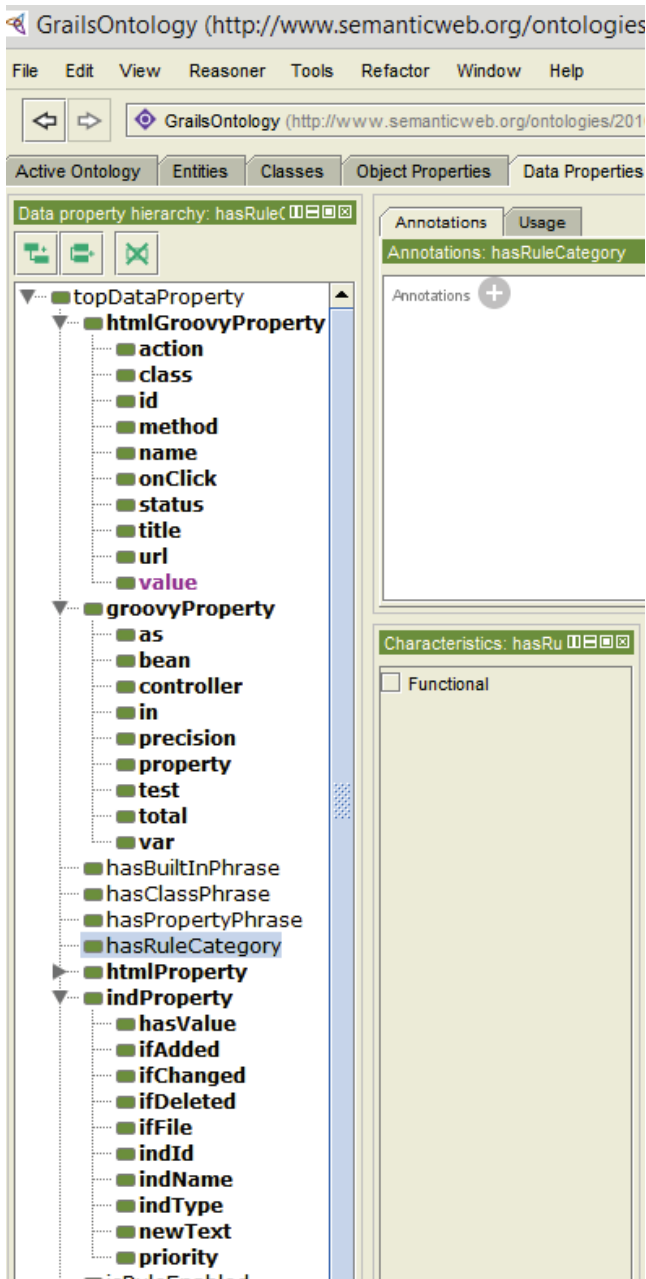 GrailsOntology (http://www.semanticweb.org/ontologies
File Edit View Reasoner Tools Refactor Window Help
GrailsOntology (http://www.semanticweb.org/ontologies/201
Active Ontology Entities Classes Object Properties Data Properties
Data property hierarchy: hasRule
topDataProperty
htmlGroovyProperty
action
class
id
method
name
onClick
status
title
url
value
groovyProperty
as
bean
controller
in
precision
property
test
total
var
hasBuiltInPhrase
hasClassPhrase
hasPropertyPhrase
hasRuleCategory
htmlProperty
indProperty
hasValue
ifAdded
ifChanged
ifDeleted
ifFile
indId
indName
indType
newText
priority
isRuleEnabled
Annotations Usage
Annotations: hasRuleCategory
Annotations
Characteristics: hasRu
Functional